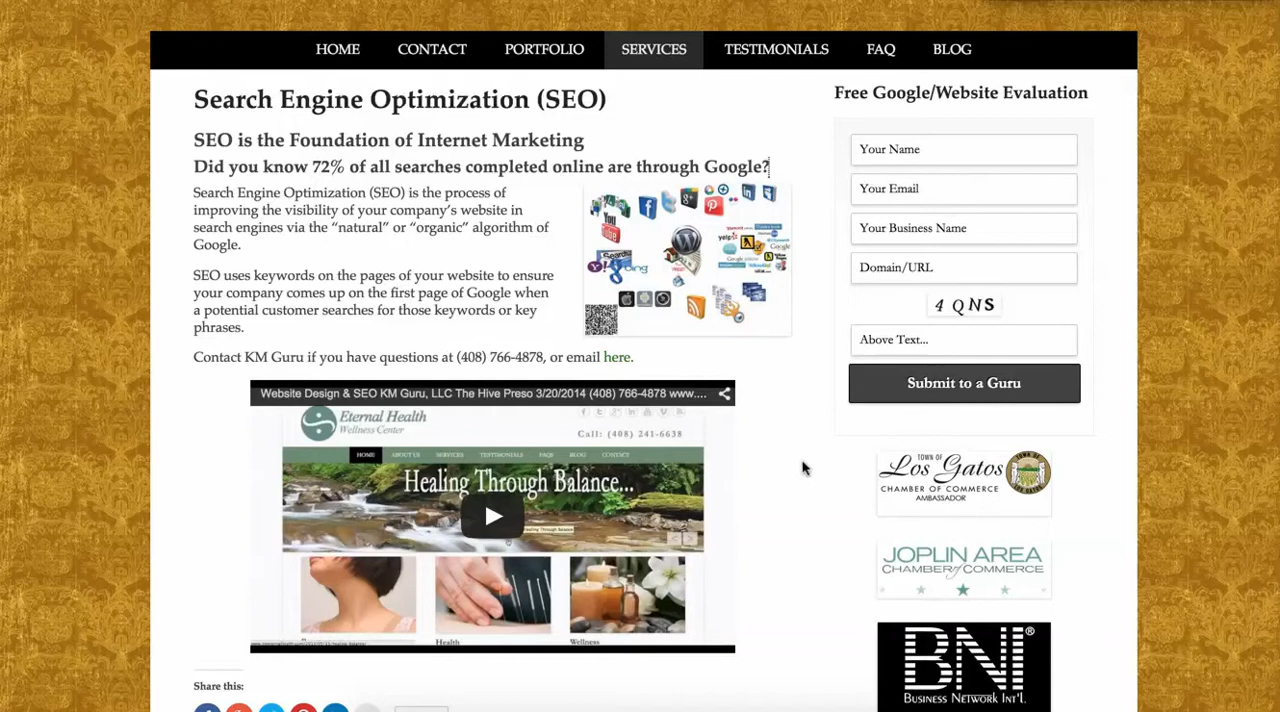 HOME CONTACT PORTFOLIO SERVICES TESTIMONIALS FAQ BLOG
Search Engine Optimization (SEO)
SEO is the Foundation of Internet Marketing
Did you know 72% of all searches completed online are through Google?
Search Engine Optimization (SEO) is the process of
improving the visibility of your company's website in
search engines via the “natural” or “organic” algorithm of
Google.
SEO uses keywords on the pages of your website to ensure
your company comes up on the first page of Google when
a potential customer searches for those keywords or key
phrases.
Contact KM Guru if you have questions at (408) 766-4878, or email here.
Website Design & SEO KM Guru, LLC The Hive Preso 3/20/2014 (408) 766-4878 www....
Eternal Health
Wellness Center
Call: (408) 241-6638
HOME ABOUT US SERVICES TESTIMONIALS FAQS BLOG CONTACT
Healing Through Balance...
Healing Through Balance
Health
Wellness
Share this:
Free Google/Website Evaluation
Your Name
Your Email
Your Business Name
Domain/URL
4 Q N S
Above Text...
Submit to a Guru
TOWN OF
Los Gatos
CHAMBER OF COMMERCE
AMBASSADOR
JOPLIN AREA
CHAMBER of COMMERCE
BNI®
BUSINESS NETWORK INT'L.